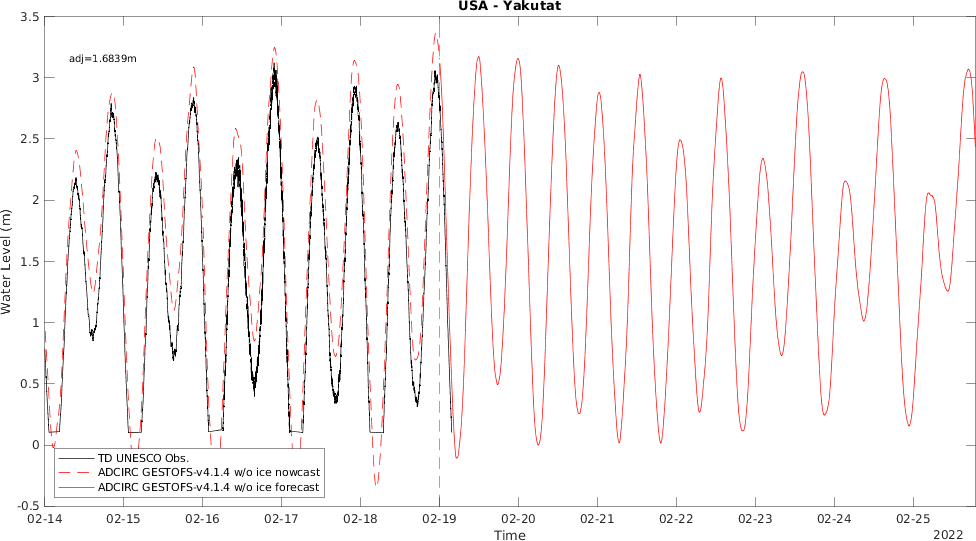 USA - Yakutat
adj=1.6839m
Water Level (m)
3.5
3
2.5
2
1.5
1
0.5
0
-0.5
TD UNESCO Obs.
ADCIRC GESTOFS-v4.1.4 w/o ice nowcast
ADCIRC GESTOFS-v4.1.4 w/o ice forecast
02-14 02-15 02-16 02-17 02-18 02-19 02-20 02-21 02-22 02-23 02-24 02-25
Time
2022